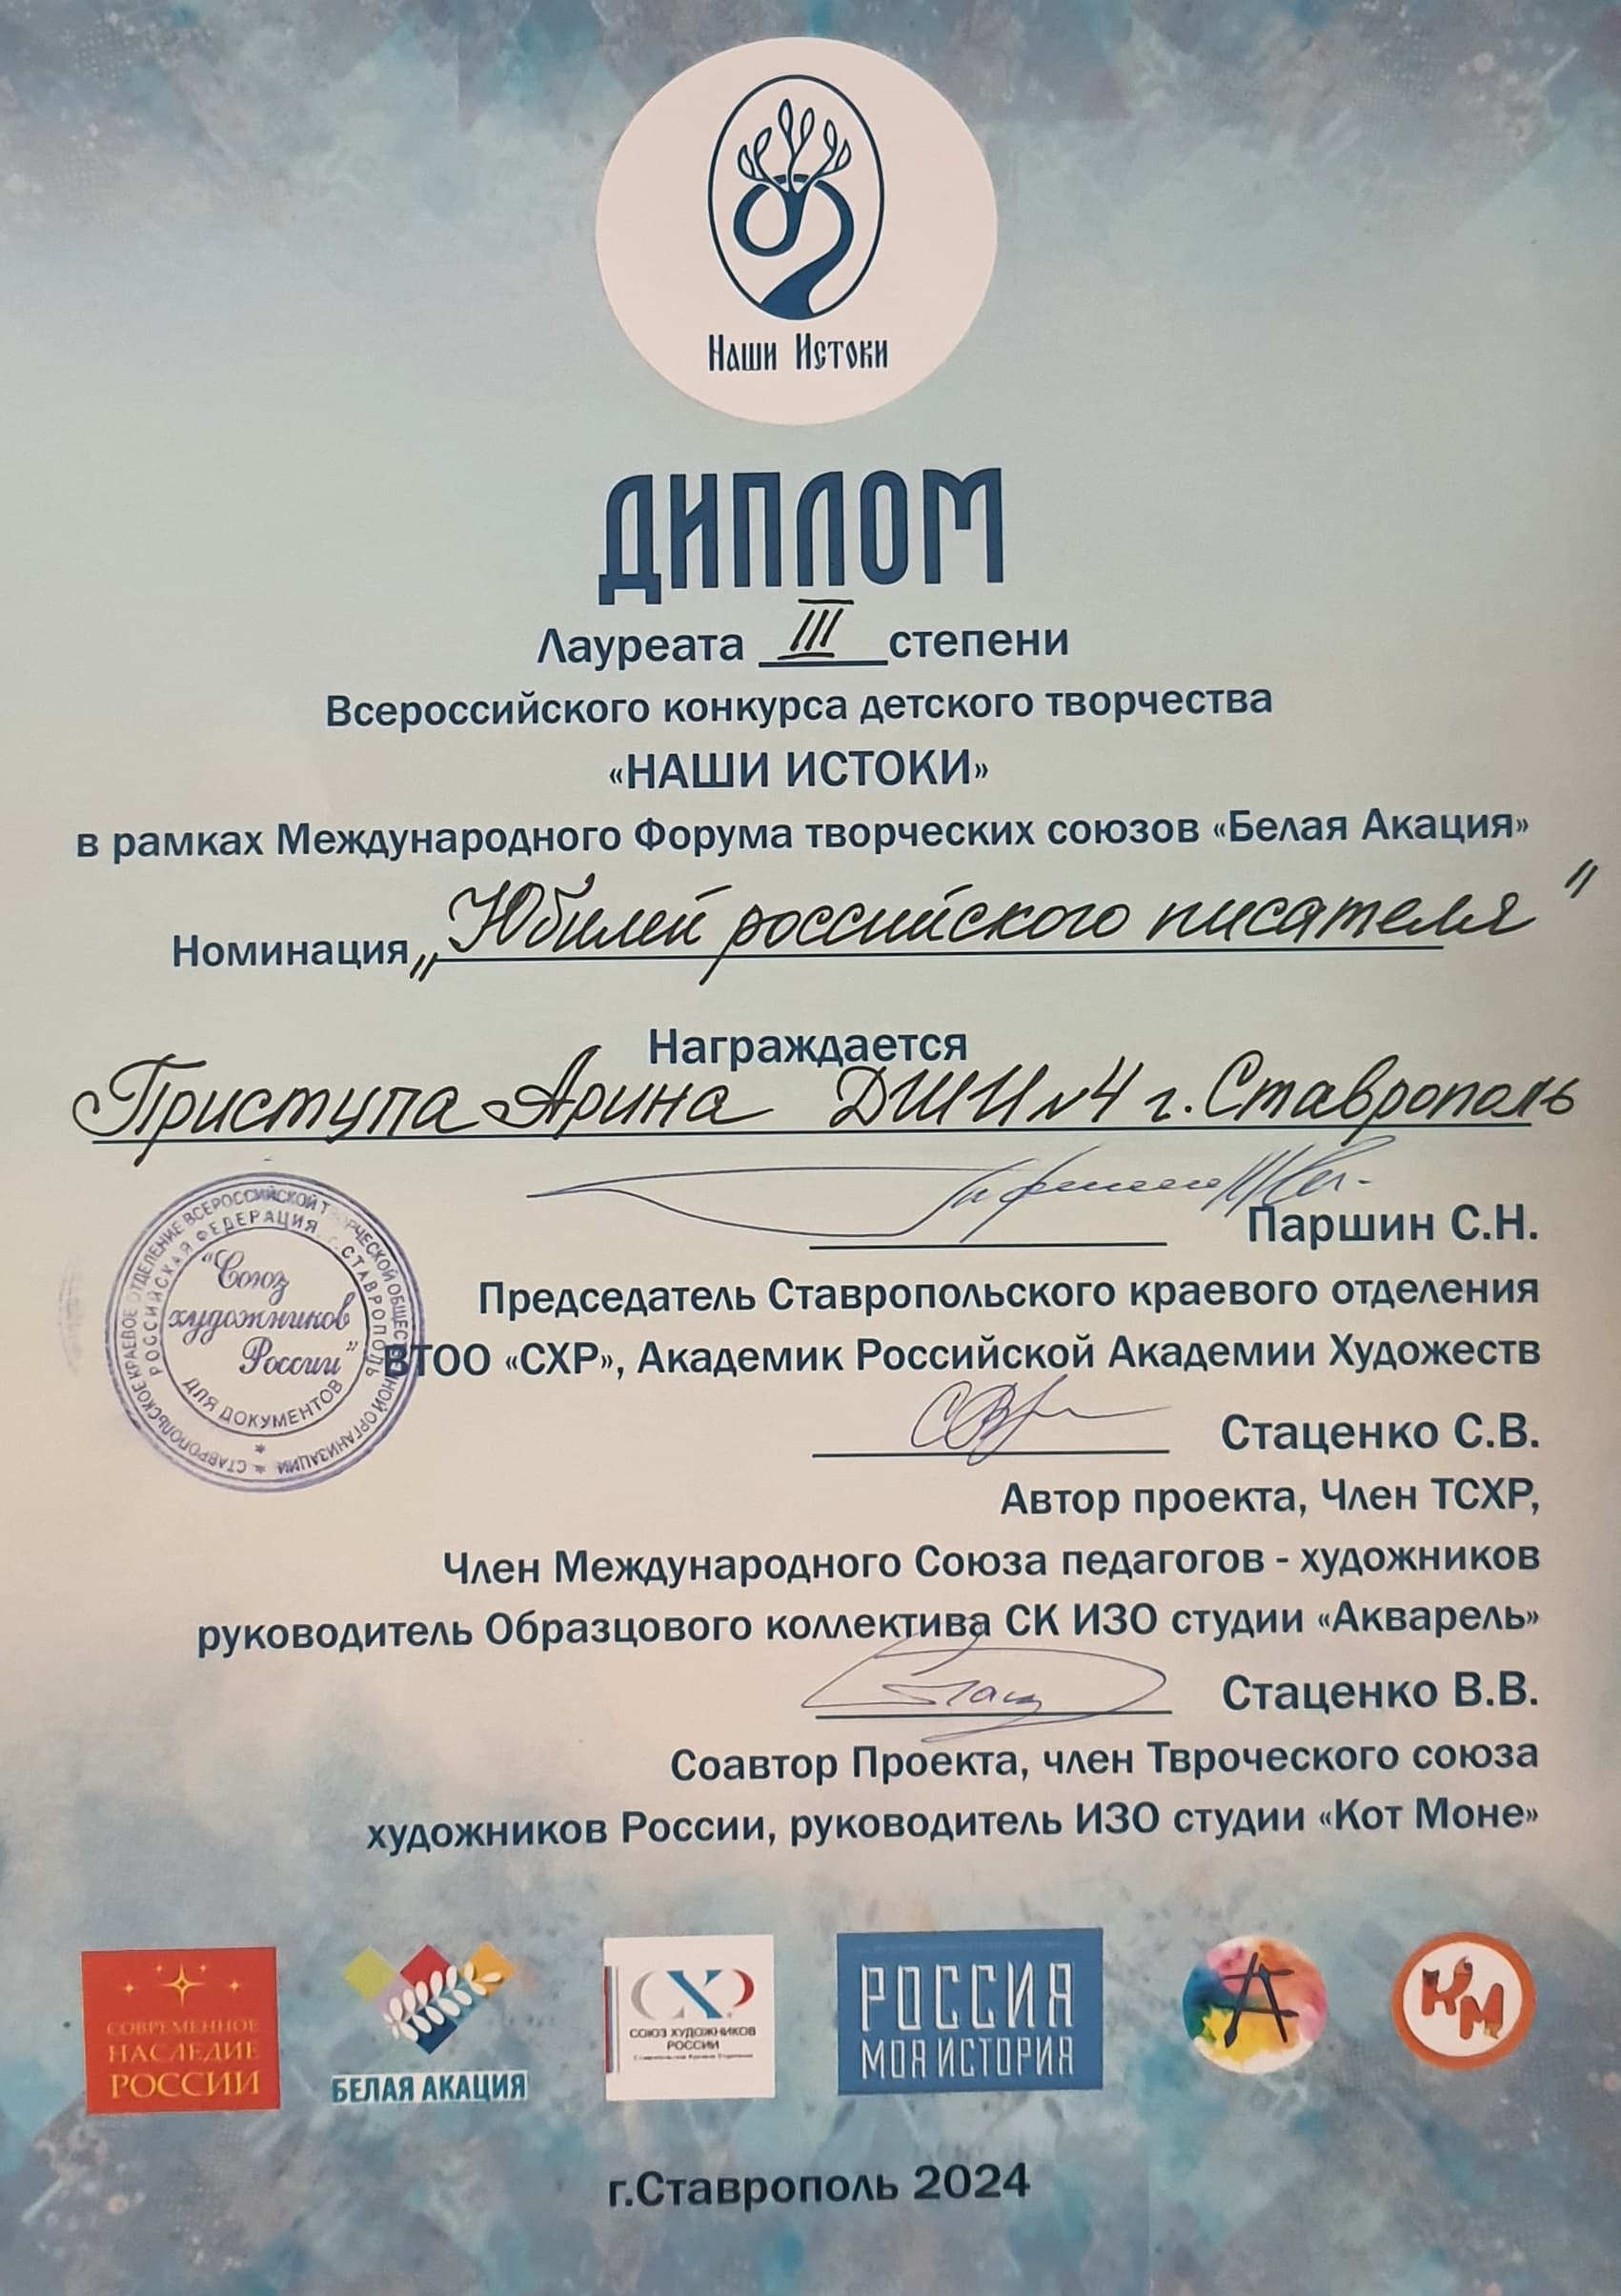 Наши Истоки
ДИПЛОМ
Лауреата III степени
Всероссийского конкурса детского творчества
«НАШИ ИСТОКИ»
в рамках Международного Форума творческих союзов «Белая Акация»
Номинация „Юбилей российского писателя"
Награждается
Приступа Арина ДШИ №4 г. Ставрополь
Паршин С.Н.
Председатель Ставропольского краевого отделения
ВТОО «СХР», Академик Российской Академии Художеств
СТАВРОПОЛЬСКОЕ КРАЕВОЕ ОТДЕЛЕНИЕ ВСЕРОССИЙСКОЙ ТВОРЧЕСКОЙ ОБЩЕСТВЕННОЙ ОРГАНИЗАЦИИ
РОССИЙСКАЯ ФЕДЕРАЦИЯ г. СТАВРОПОЛЬ
"Союз
художников
России"
ДЛЯ ДОКУМЕНТОВ
Стаценко С.В.
Автор проекта, Член ТСХР,
Член Международного Союза педагогов - художников
руководитель Образцового коллектива СК ИЗО студии «Акварель»
Стаценко В.В.
Соавтор Проекта, член Твроческого союза
художников России, руководитель ИЗО студии «Кот Моне»
СОВРЕМЕННОЕ
НАСЛЕДИЕ
РОССИИ
БЕЛАЯ АКАЦИЯ
СХР
СОЮЗ ХУДОЖНИКОВ
РОССИИ
РОССИЯ
МОЯ ИСТОРИЯ
А
КМ
г.Ставрополь 2024